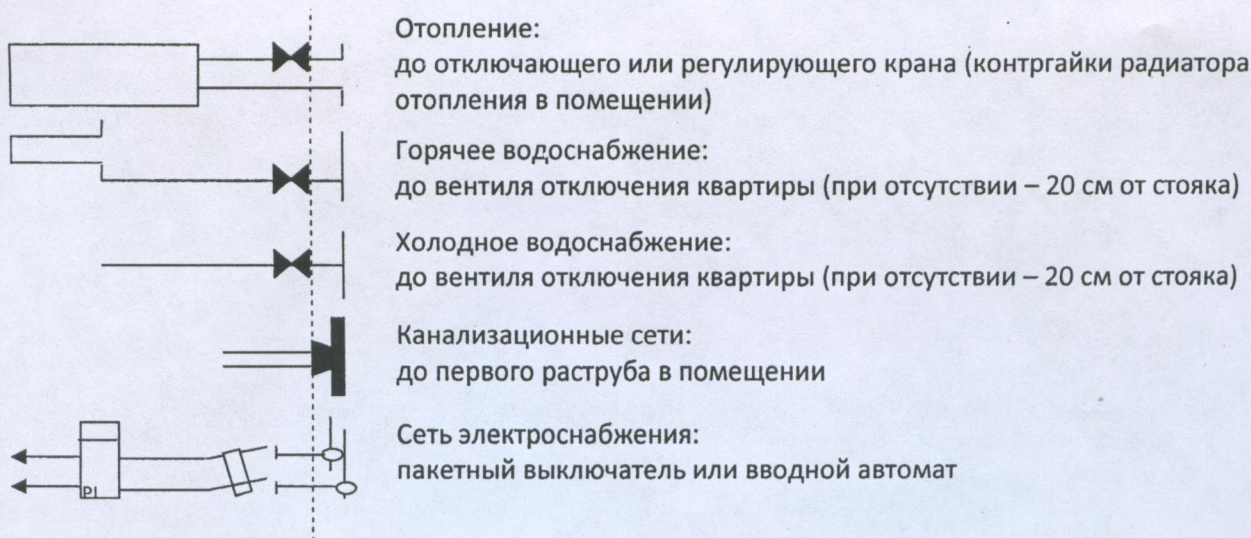 Отопление:
до отключающего или регулирующего крана (контргайки радиатора
отопления в помещении)
Горячее водоснабжение:
до вентиля отключения квартиры (при отсутствии – 20 см от стояка)
Холодное водоснабжение:
до вентиля отключения квартиры (при отсутствии – 20 см от стояка)
Канализационные сети:
до первого раструба в помещении
Сеть электроснабжения:
пакетный выключатель или вводной автомат
PI